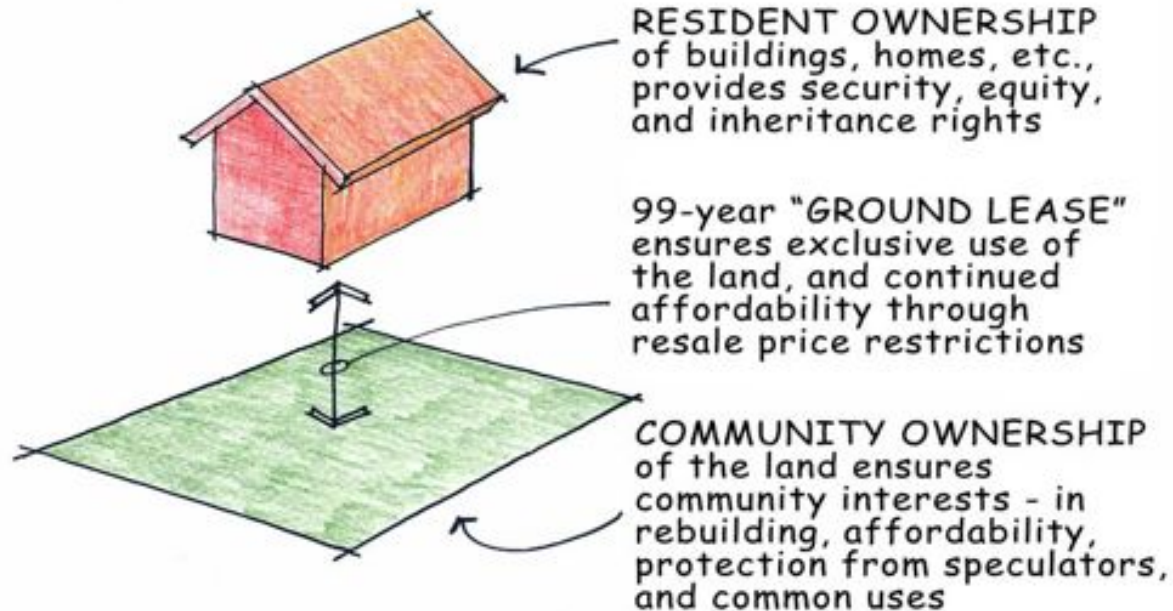 RESIDENT OWNERSHIP
of buildings, homes, etc.,
provides security, equity,
and inheritance rights
99-year “GROUND LEASE”
ensures exclusive use of
the land, and continued
affordability through
resale price restrictions
COMMUNITY OWNERSHIP
of the land ensures
community interests - in
rebuilding, affordability,
protection from speculators,
and common uses